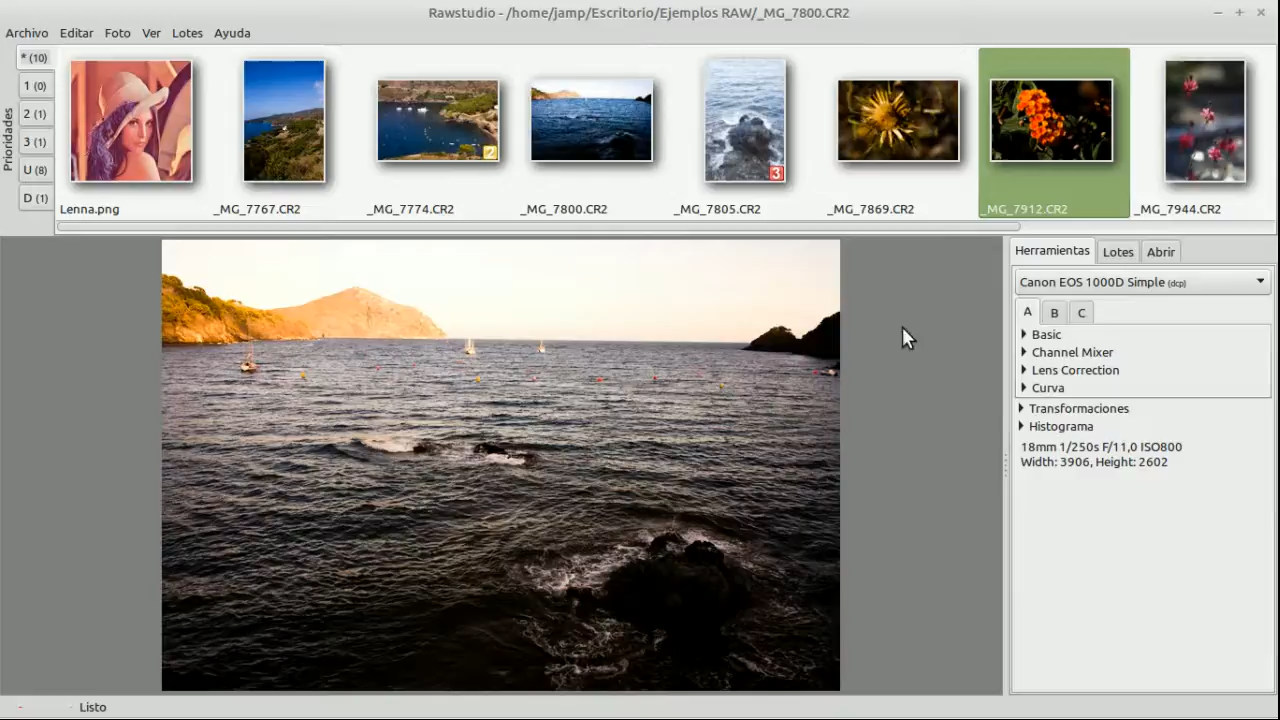 Rawstudio - /home/jamp/Escritorio/Ejemplos RAW/_MG_7800.CR2
Archivo Editar Foto Ver Lotes Ayuda
Prioridades
* (10)
1 (0)
2 (1)
3 (1)
U (8)
D (1)
2
3
Lenna.png _MG_7767.CR2 _MG_7774.CR2 _MG_7800.CR2 _MG_7805.CR2 _MG_7869.CR2 _MG_7912.CR2 _MG_7944.CR2
Herramientas Lotes Abrir
Canon EOS 1000D Simple (dcp)
A B C
Basic
Channel Mixer
Lens Correction
Curva
Transformaciones
Histograma
18mm 1/250s F/11,0 ISO800
Width: 3906, Height: 2602
- - Listo